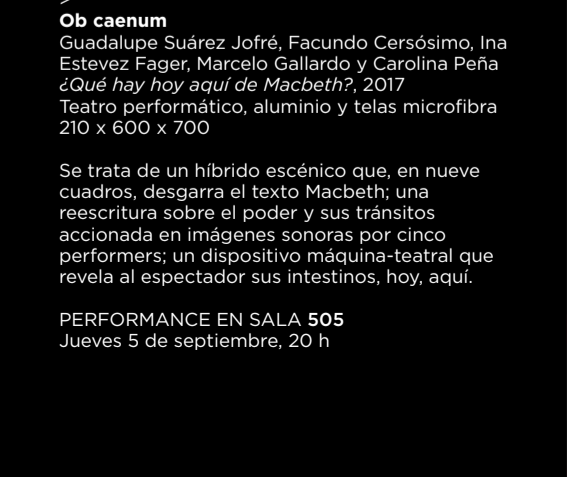 >
Ob caenum
Guadalupe Suárez Jofré, Facundo Cersósimo, Ina
Estevez Fager, Marcelo Gallardo y Carolina Peña
¿Qué hay hoy aquí de Macbeth?, 2017
Teatro performático, aluminio y telas microfibra
210 x 600 x 700
Se trata de un híbrido escénico que, en nueve
cuadros, desgarra el texto Macbeth; una
reescritura sobre el poder y sus tránsitos
accionada en imágenes sonoras por cinco
performers; un dispositivo máquina-teatral que
revela al espectador sus intestinos, hoy, aquí.
PERFORMANCE EN SALA 505
Jueves 5 de septiembre, 20 h